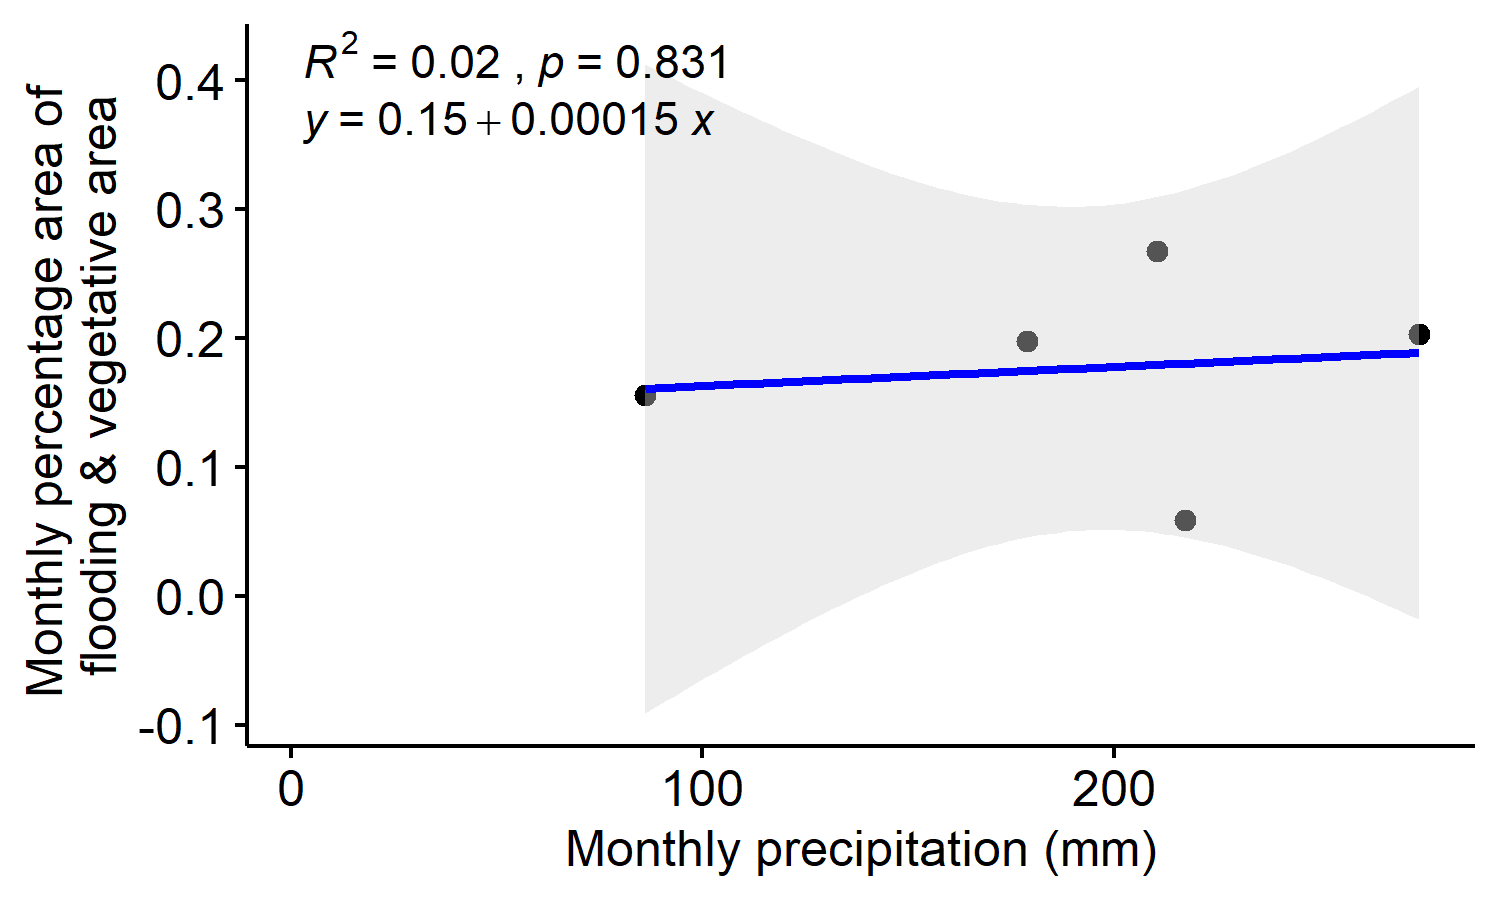 R² = 0.02 , p = 0.831
y = 0.15 + 0.00015 x
Monthly percentage area of
flooding & vegetative area
0.4
0.3
0.2
0.1
0.0
-0.1
0
100
200
Monthly precipitation (mm)